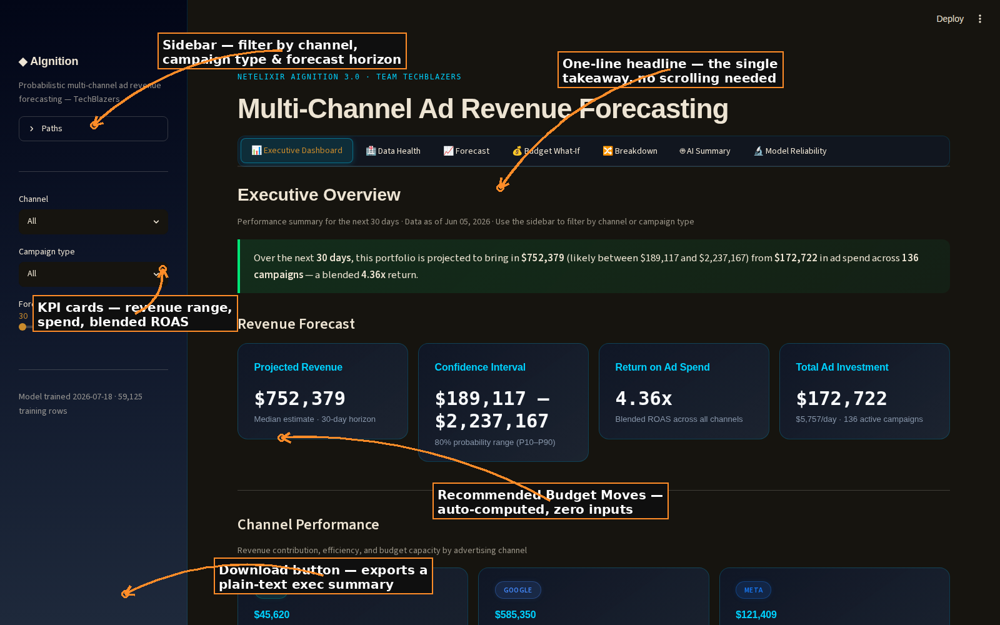 Deploy
◆ AIgnition
Probabilistic multi-channel ad revenue
forecasting — TechBlazers
Paths
Channel
All
Campaign type
All
30
Model trained 2026-07-18 · 59,125
training rows
Sidebar — filter by channel,
campaign type & forecast horizon
One-line headline — the single
takeaway, no scrolling needed
NETELIXIR AIGNITION 3.0 · TEAM TECHBLAZERS
Multi-Channel Ad Revenue Forecasting
Executive Dashboard
Data Health
Forecast
Budget What-If
Breakdown
AI Summary
Model Reliability
Executive Overview
Performance summary for the next 30 days · Data as of Jun 05, 2026 · Use the sidebar to filter by channel or campaign type
Over the next 30 days, this portfolio is projected to bring in $752,379 (likely between $189,117 and $2,237,167) from $172,722 in ad spend across 136
campaigns — a blended 4.36x return.
KPI cards — revenue range,
spend, blended ROAS
Revenue Forecast
Projected Revenue
$752,379
Median estimate · 30-day horizon
Confidence Interval
$189,117 –
$2,237,167
80% probability range (P10–P90)
Return on Ad Spend
4.36x
Blended ROAS across all channels
Total Ad Investment
$172,722
$5,757/day · 136 active campaigns
Recommended Budget Moves —
auto-computed, zero inputs
Channel Performance
Revenue contribution, efficiency, and budget capacity by advertising channel
Download button — exports a
plain-text exec summary
$45,620
GOOGLE
$585,350
META
$121,409